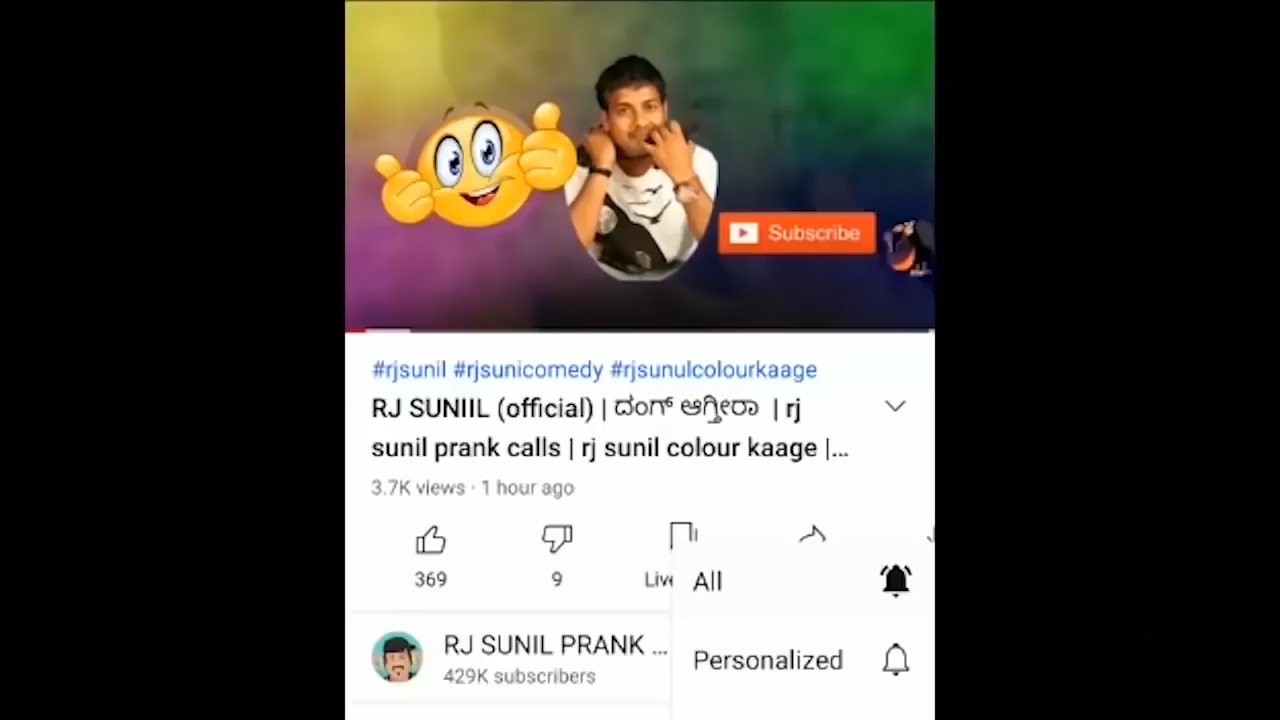 Subscribe
#rjsunil #rjsunicomedy #rjsunulcolourkaage
RJ SUNIIL (official) | ದಂಗ್ ಆಗ್ತೀರಾ | rj
sunil prank calls | rj sunil colour kaage |...
3.7K views · 1 hour ago
369
9
Live
All
RJ SUNIL PRANK ...
429K subscribers
Personalized